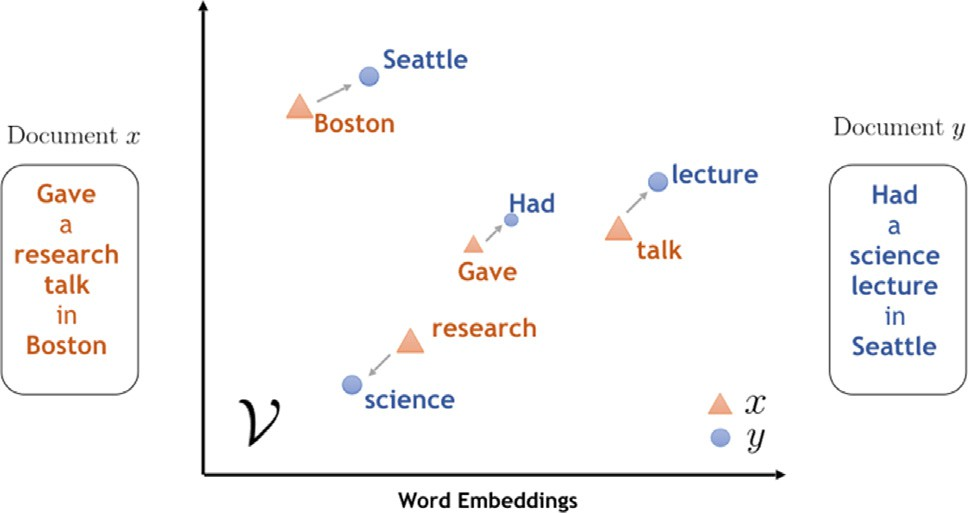 Document x
Gave
a
research
talk
in
Boston
Seattle
Boston
Had
Gave
lecture
talk
research
science
𝒱
x
y
Word Embeddings
Document y
Had
a
science
lecture
in
Seattle